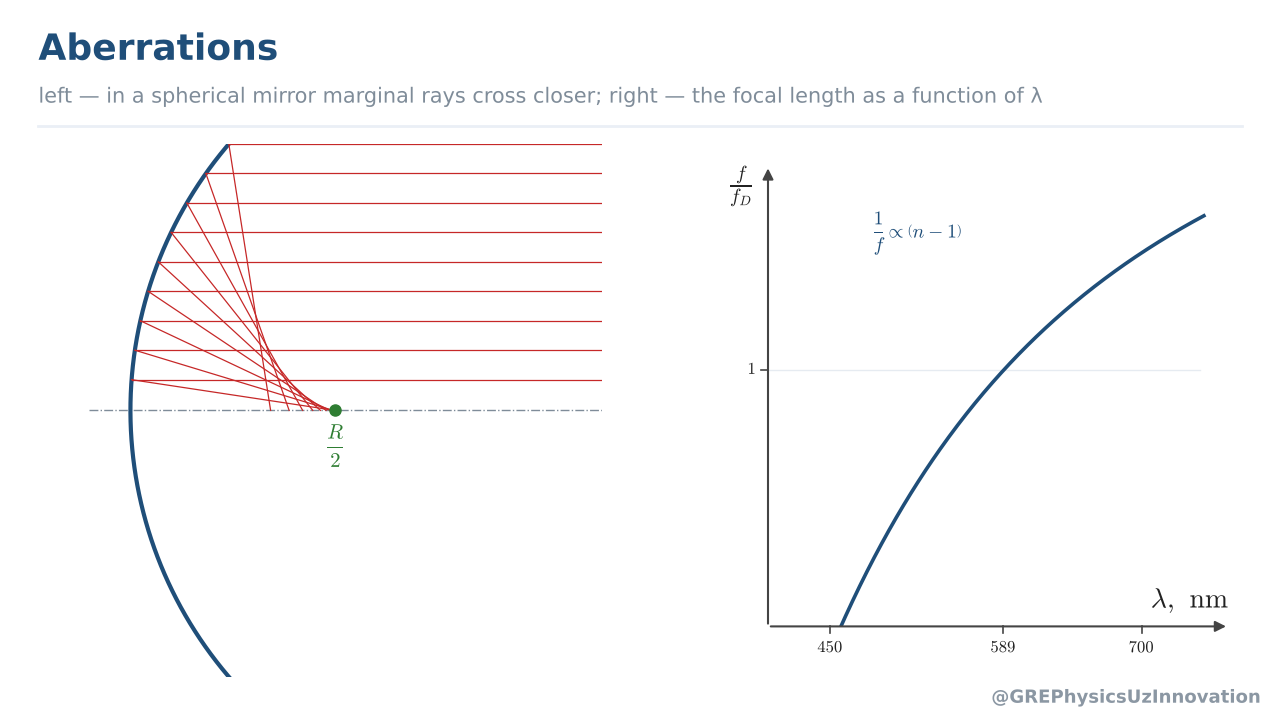 Aberrations
left — in a spherical mirror marginal rays cross closer; right — the focal length as a function of λ
R
2
f
f_D
1/f ∝ (n − 1)
1
λ, nm
450 589 700
@GREPhysicsUzInnovation